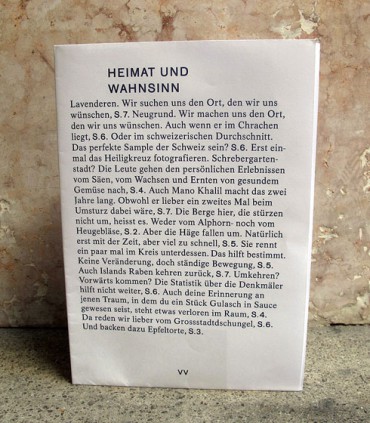 HEIMAT UND
WAHNSINN
Lavenderen. Wir suchen uns den Ort, den wir uns
wünschen, S.7. Neugrund. Wir machen uns den Ort,
den wir uns wünschen. Auch wenn er im Chrachen
liegt, S.6. Oder im schweizerischen Durchschnitt.
Das perfekte Sample der Schweiz sein? S.6. Erst ein-
mal das Heiligkreuz fotografieren. Schrebergarten-
stadt? Die Leute gehen den persönlichen Erlebnissen
vom Säen, vom Wachsen und Ernten von gesundem
Gemüse nach, S.4. Auch Mano Khalil macht das zwei
Jahre lang. Obwohl er lieber ein zweites Mal beim
Umsturz dabei wäre, S.7. Die Berge hier, die stürzen
nicht um, heisst es. Weder vom Alphorn- noch vom
Heugebläse, S.2. Aber die Häge fallen um. Natürlich
erst mit der Zeit, aber viel zu schnell, S.5. Sie rennt
ein paar mal im Kreis unterdessen. Das hilft bestimmt.
Keine Veränderung, doch ständige Bewegung, S.5.
Auch Islands Raben kehren zurück, S.7. Umkehren?
Vorwärts kommen? Die Statistik über die Denkmäler
hilft nicht weiter, S.6. Auch deine Erinnerung an
jenen Traum, in dem du ein Stück Gulasch in Sauce
gewesen seist, steht etwas verloren im Raum, S.4.
Da reden wir lieber vom Grossstadtdschungel, S.6.
Und backen dazu Apfeltorte, S.3.
VV